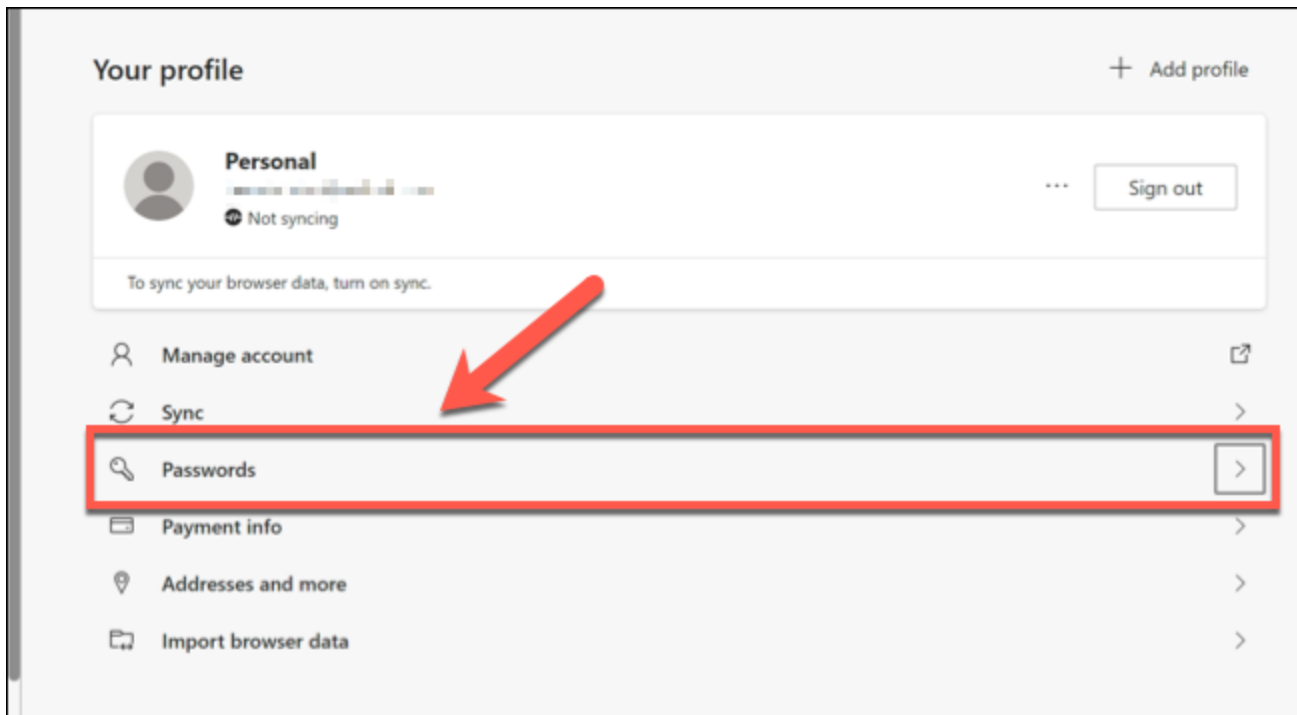 Your profile
+ Add profile
Personal
Not syncing
... Sign out
To sync your browser data, turn on sync.
Manage account
Sync
Passwords
Payment info
Addresses and more
Import browser data